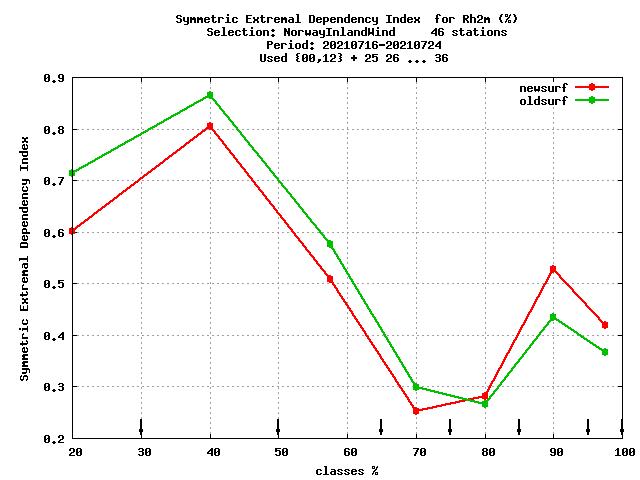 Symmetric Extremal Dependency Index  for Rh2m (%)
Selection: NorwayInlandWind     46 stations
Period: 20210716-20210724
Used {00,12} + 25 26 ... 36
newsurf
oldsurf
Symmetric Extremal Dependency Index
0.9
0.8
0.7
0.6
0.5
0.4
0.3
0.2
20 30 40 50 60 70 80 90 100
classes %